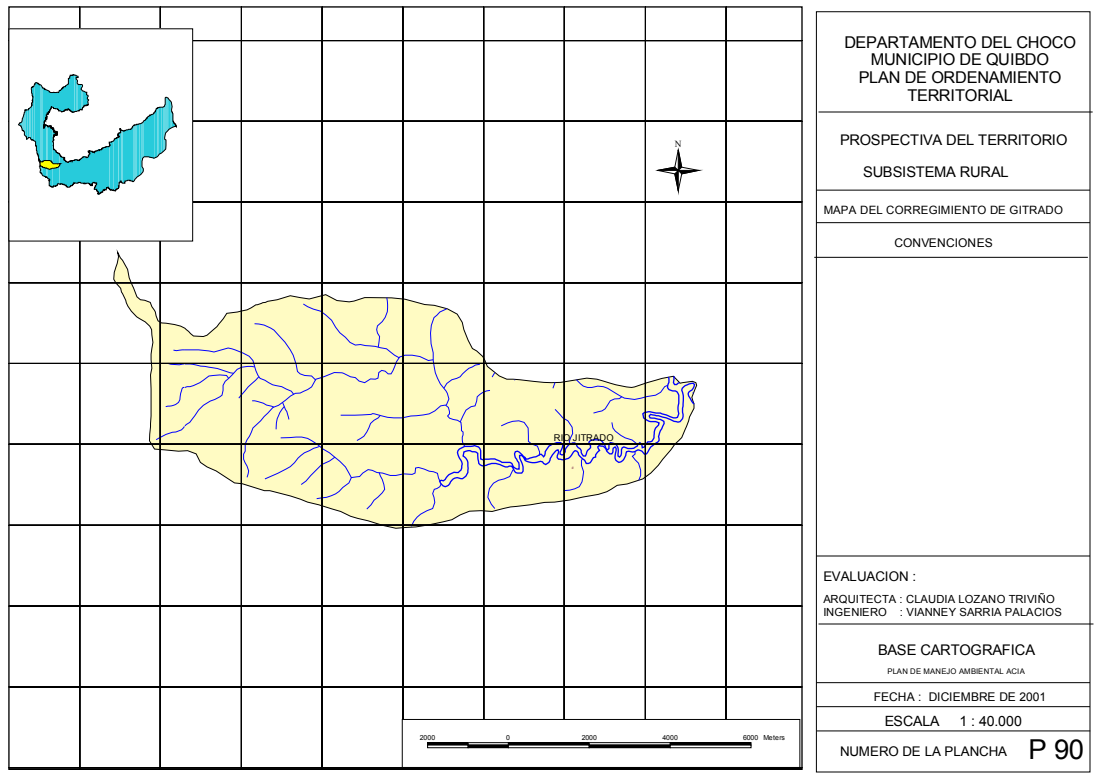 N
RIO JITRADO
2000 0 2000 4000 6000 Meters
DEPARTAMENTO DEL CHOCO
MUNICIPIO DE QUIBDO
PLAN DE ORDENAMIENTO
TERRITORIAL
PROSPECTIVA DEL TERRITORIO
SUBSISTEMA RURAL
MAPA DEL CORREGIMIENTO DE GITRADO
CONVENCIONES
EVALUACION :
ARQUITECTA : CLAUDIA LOZANO TRIVIÑO
INGENIERO : VIANNEY SARRIA PALACIOS
BASE CARTOGRAFICA
PLAN DE MANEJO AMBIENTAL ACIA
FECHA : DICIEMBRE DE 2001
ESCALA 1 : 40.000
NUMERO DE LA PLANCHA P 90